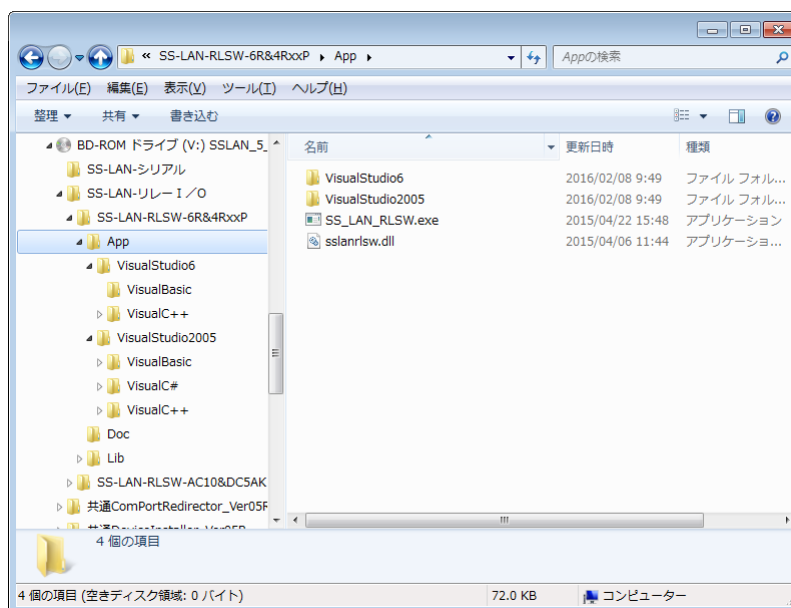 « SS-LAN-RLSW-6R&4RxxP ▸ App ▸
Appの検索
ファイル(F) 編集(E) 表示(V) ツール(T) ヘルプ(H)
整理 共有 書き込む
BD-ROM ドライブ (V:) SSLAN_5_
SS-LAN-シリアル
SS-LAN-リレーI/O
SS-LAN-RLSW-6R&4RxxP
App
VisualStudio6
VisualBasic
VisualC++
VisualStudio2005
VisualBasic
VisualC#
VisualC++
Doc
Lib
SS-LAN-RLSW-AC10&DC5AK
共通ComPortRedirector_Ver05F
名前 更新日時 種類
VisualStudio6 2016/02/08 9:49 ファイル フォル...
VisualStudio2005 2016/02/08 9:49 ファイル フォル...
SS_LAN_RLSW.exe 2015/04/22 15:48 アプリケーション
sslanrlsw.dll 2015/04/06 11:44 アプリケーショ...
4 個の項目
4 個の項目 (空きディスク領域: 0 バイト) 72.0 KB コンピューター